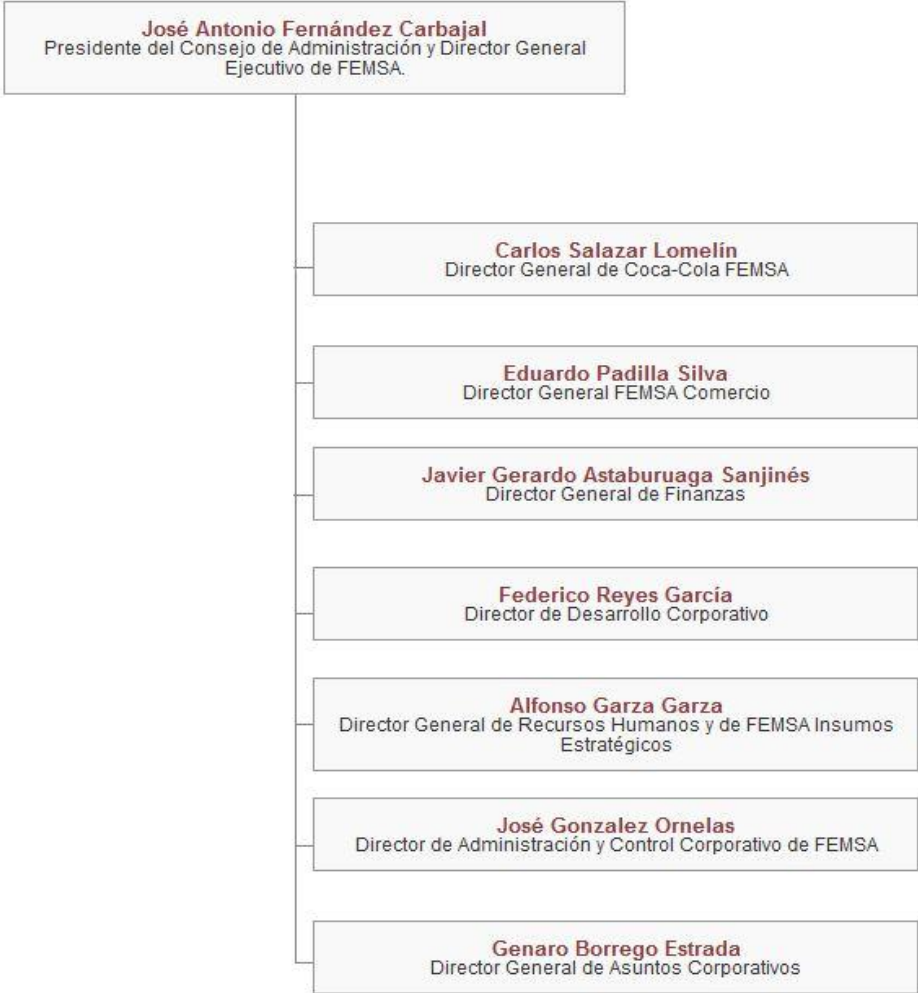 José Antonio Fernández Carbajal
Presidente del Consejo de Administración y Director General
Ejecutivo de FEMSA.
Carlos Salazar Lomelín
Director General de Coca-Cola FEMSA
Eduardo Padilla Silva
Director General FEMSA Comercio
Javier Gerardo Astaburuaga Sanjinés
Director General de Finanzas
Federico Reyes García
Director de Desarrollo Corporativo
Alfonso Garza Garza
Director General de Recursos Humanos y de FEMSA Insumos
Estratégicos
José Gonzalez Ornelas
Director de Administración y Control Corporativo de FEMSA
Genaro Borrego Estrada
Director General de Asuntos Corporativos